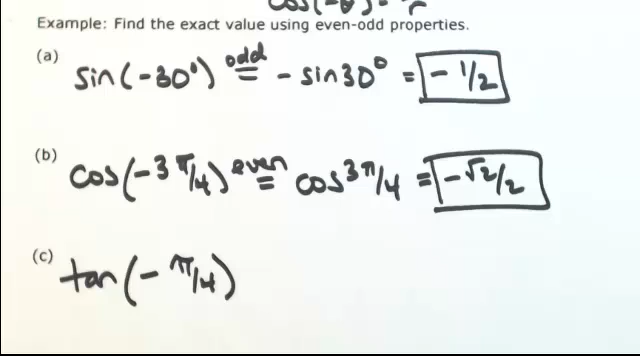 cos(-θ) = 
Example: Find the exact value using even-odd properties.
(a) sin(-30°) odd = - sin30° = - 1/2
(b) cos(-3π/4) even = cos3π/4 = -√2/2
(c) tan(-π/4)